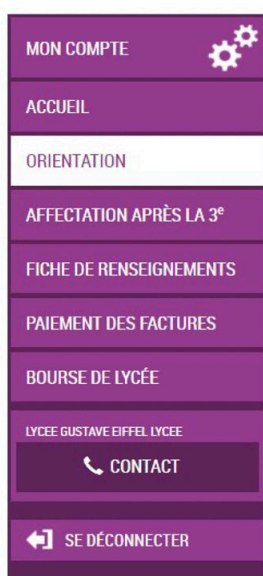 MON COMPTE
ACCUEIL
ORIENTATION
AFFECTATION APRÈS LA 3ᵉ
FICHE DE RENSEIGNEMENTS
PAIEMENT DES FACTURES
BOURSE DE LYCÉE
LYCEE GUSTAVE EIFFEL LYCEE
CONTACT
SE DÉCONNECTER